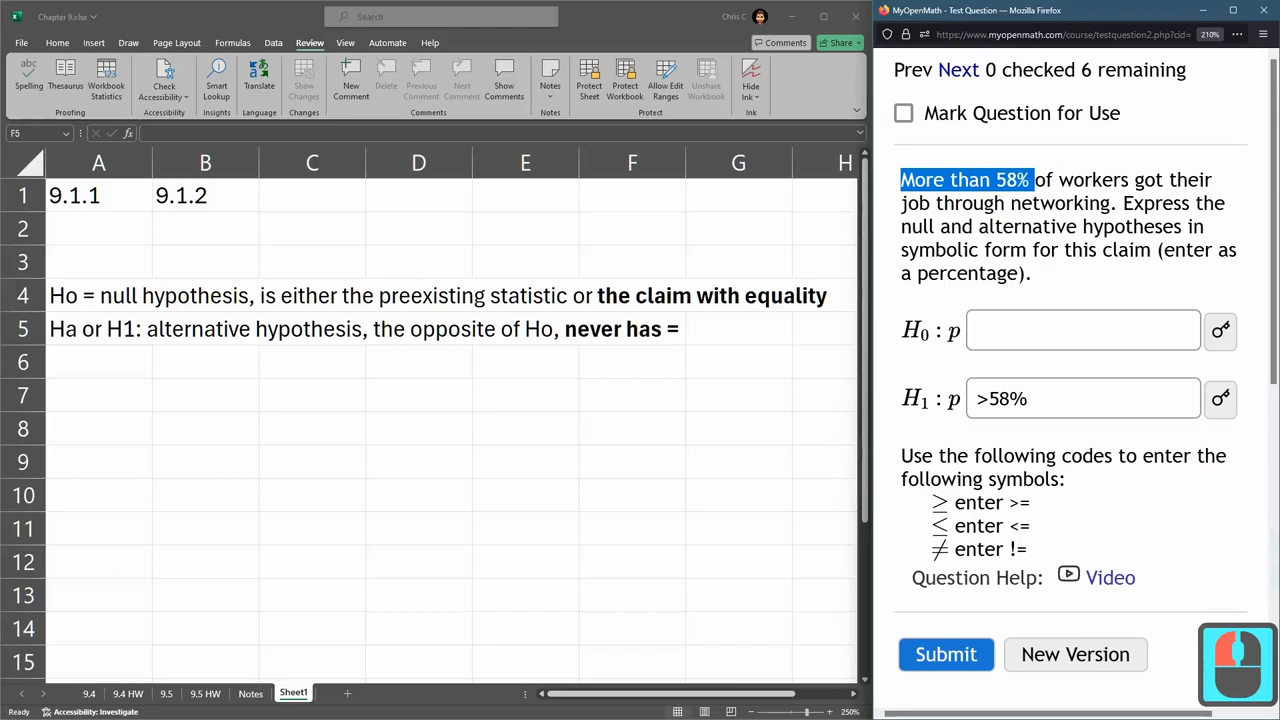 Chapter 9.xlsx
Search
Chris C
File Home Insert Draw Page Layout Formulas Data Review View Automate Help
Comments Share
Spelling Thesaurus Workbook Statistics
Check Accessibility
Smart Lookup
Translate
Show Changes
New Comment Delete Previous Comment Next Comment Show Comments
Notes
Protect Sheet Protect Workbook Allow Edit Ranges Unshare Workbook
Hide Ink
Proofing Accessibility Insights Language Changes Comments Notes Protect Ink
F5 fx
A B C D E F G H
1 9.1.1 9.1.2
2
3
4 Ho = null hypothesis, is either the preexisting statistic or the claim with equality
5 Ha or H1: alternative hypothesis, the opposite of Ho, never has =
6
7
8
9
10
11
12
13
14
15
9.4 9.4 HW 9.5 9.5 HW Notes Sheet1
Ready Accessibility: Investigate 250%
MyOpenMath - Test Question — Mozilla Firefox
https://www.myopenmath.com/course/testquestion2.php?cid= 210%
Prev Next 0 checked 6 remaining
Mark Question for Use
More than 58% of workers got their
job through networking. Express the
null and alternative hypotheses in
symbolic form for this claim (enter as
a percentage).
H₀ : p
H₁ : p >58%
Use the following codes to enter the
following symbols:
≥ enter >=
≤ enter <=
≠ enter !=
Question Help: Video
Submit New Version